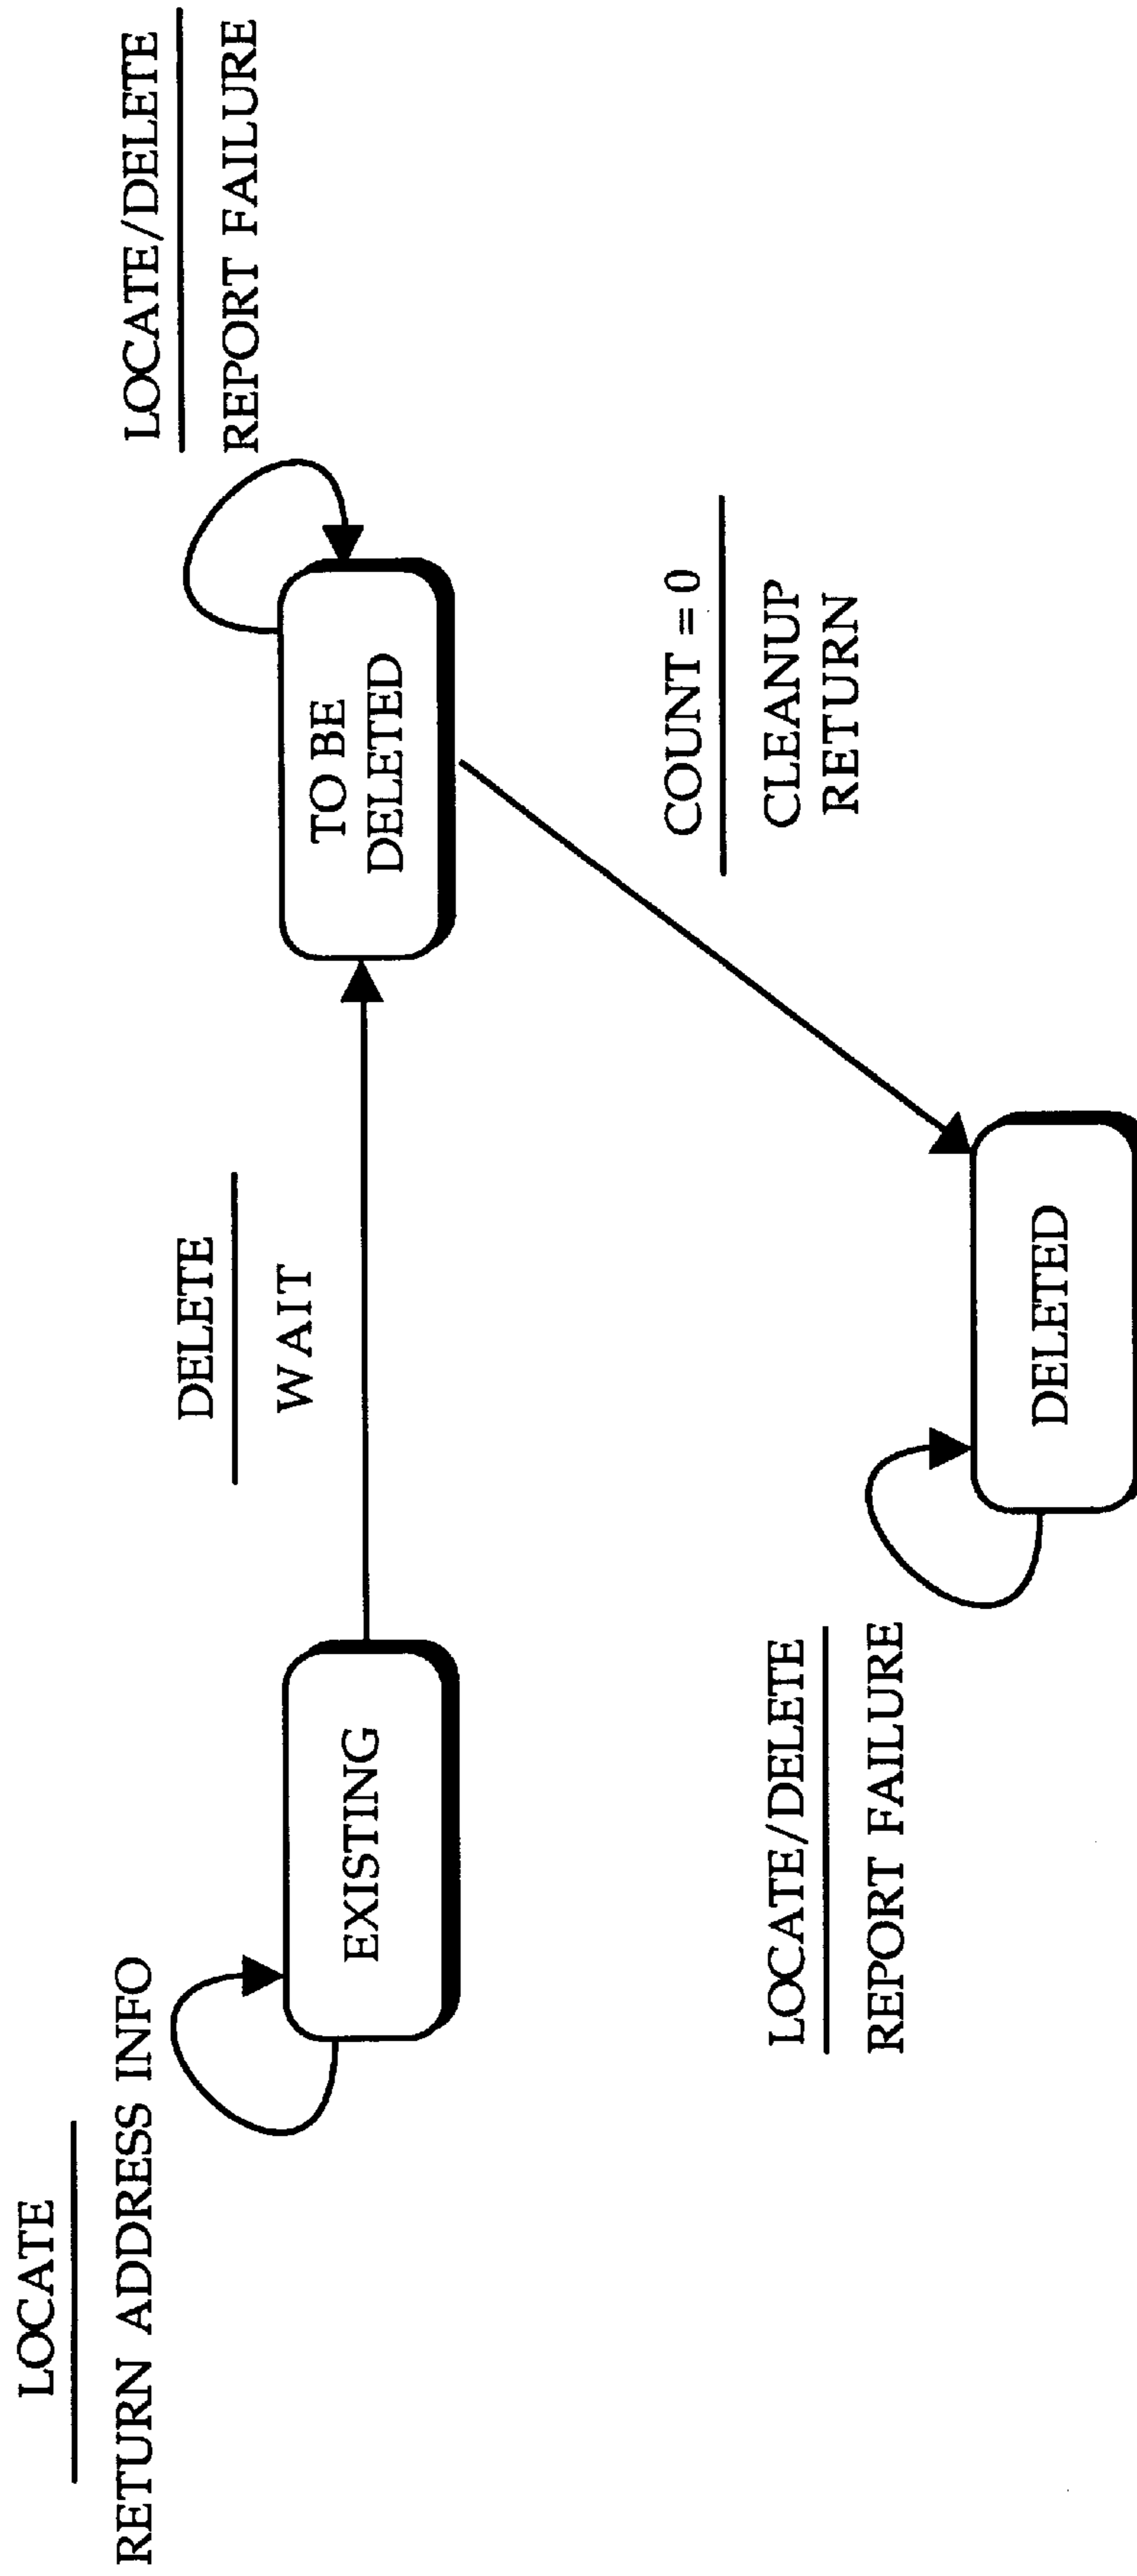 LOCATE
RETURN ADDRESS INFO
EXISTING
DELETE
WAIT
TO BE
DELETED
LOCATE/DELETE
REPORT FAILURE
COUNT = 0
CLEANUP
RETURN
LOCATE/DELETE
REPORT FAILURE
DELETED